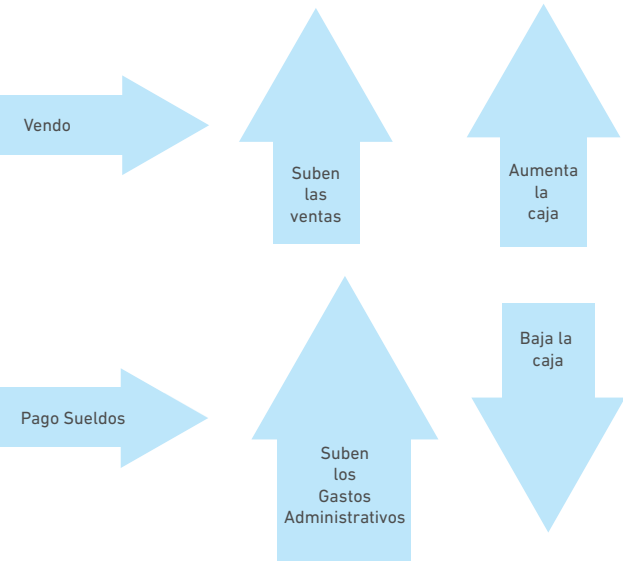 Vendo
Suben
las
ventas
Aumenta
la
caja
Pago Sueldos
Suben
los
Gastos
Administrativos
Baja la
caja